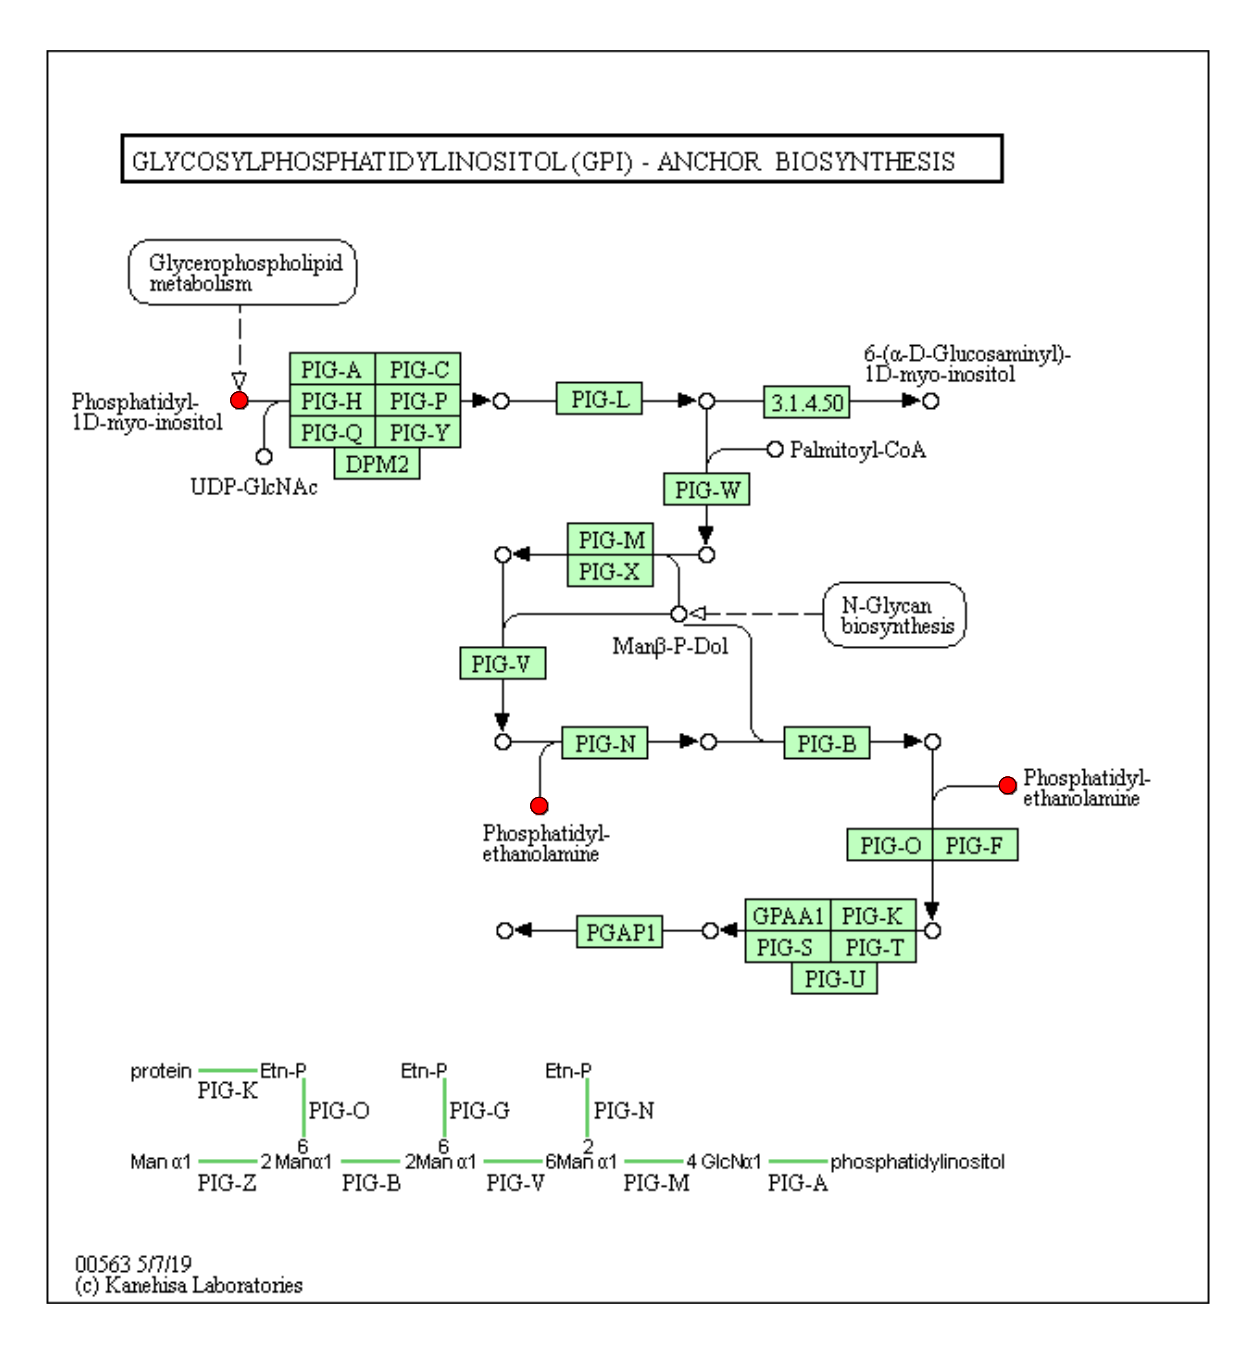 GLYCOSYLPHOSPHATIDYLINOSITOL (GPI) - ANCHOR BIOSYNTHESIS
Glycerophospholipid
metabolism
6-(α-D-Glucosaminyl)-
1D-myo-inositol
PIG-A PIG-C
Phosphatidyl-
1D-myo-inositol
PIG-H PIG-P
PIG-L
3.1.4.50
PIG-Q PIG-Y
Palmitoyl-CoA
DPM2
UDP-GlcNAc
PIG-W
PIG-M
PIG-X
N-Glycan
biosynthesis
Manβ-P-Dol
PIG-V
PIG-N
PIG-B
Phosphatidyl-
ethanolamine
Phosphatidyl-
ethanolamine
PIG-O PIG-F
GPAA1 PIG-K
PGAP1
PIG-S PIG-T
PIG-U
protein Etn-P Etn-P Etn-P
PIG-K
PIG-O PIG-G PIG-N
6 6 2
Man α1 2 Manα1 2Man α1 6Man α1 4 GlcNα1 phosphatidylinositol
PIG-Z PIG-B PIG-V PIG-M PIG-A
00563 5/7/19
(c) Kanehisa Laboratories